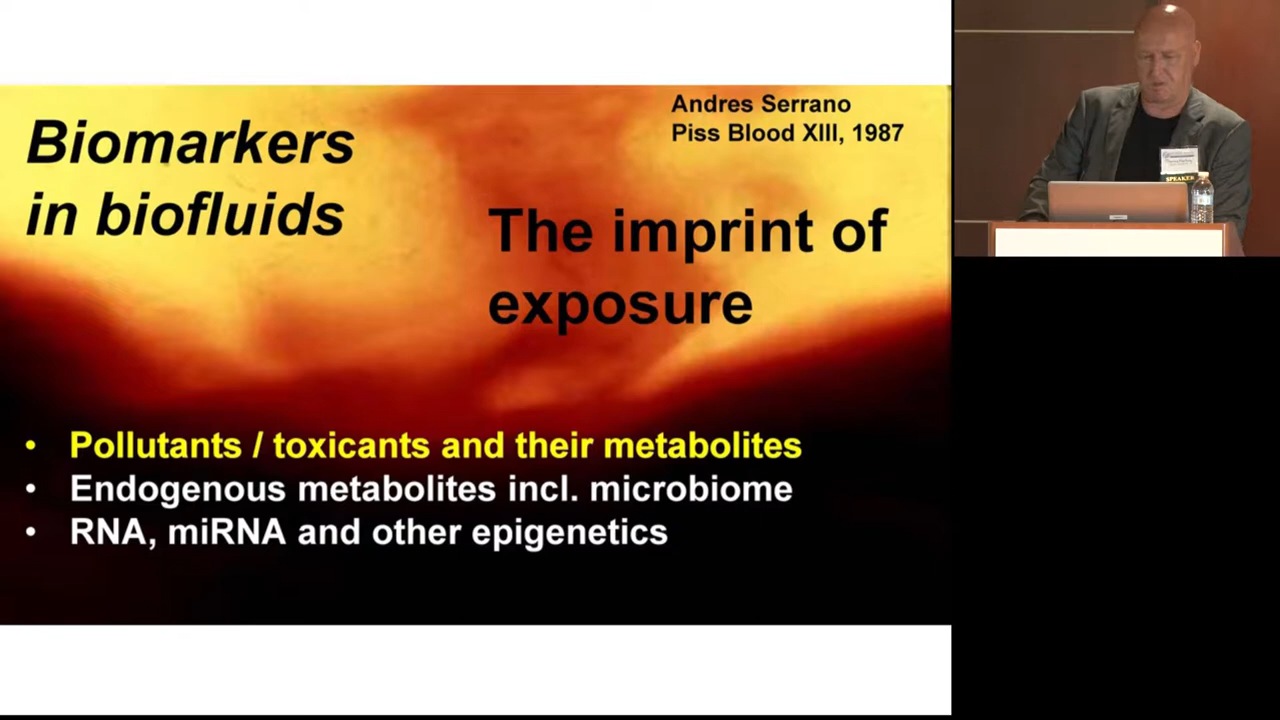 Biomarkers
in biofluids
Andres Serrano
Piss Blood XIII, 1987
The imprint of
exposure
• Pollutants / toxicants and their metabolites
• Endogenous metabolites incl. microbiome
• RNA, miRNA and other epigenetics
SPEAKER